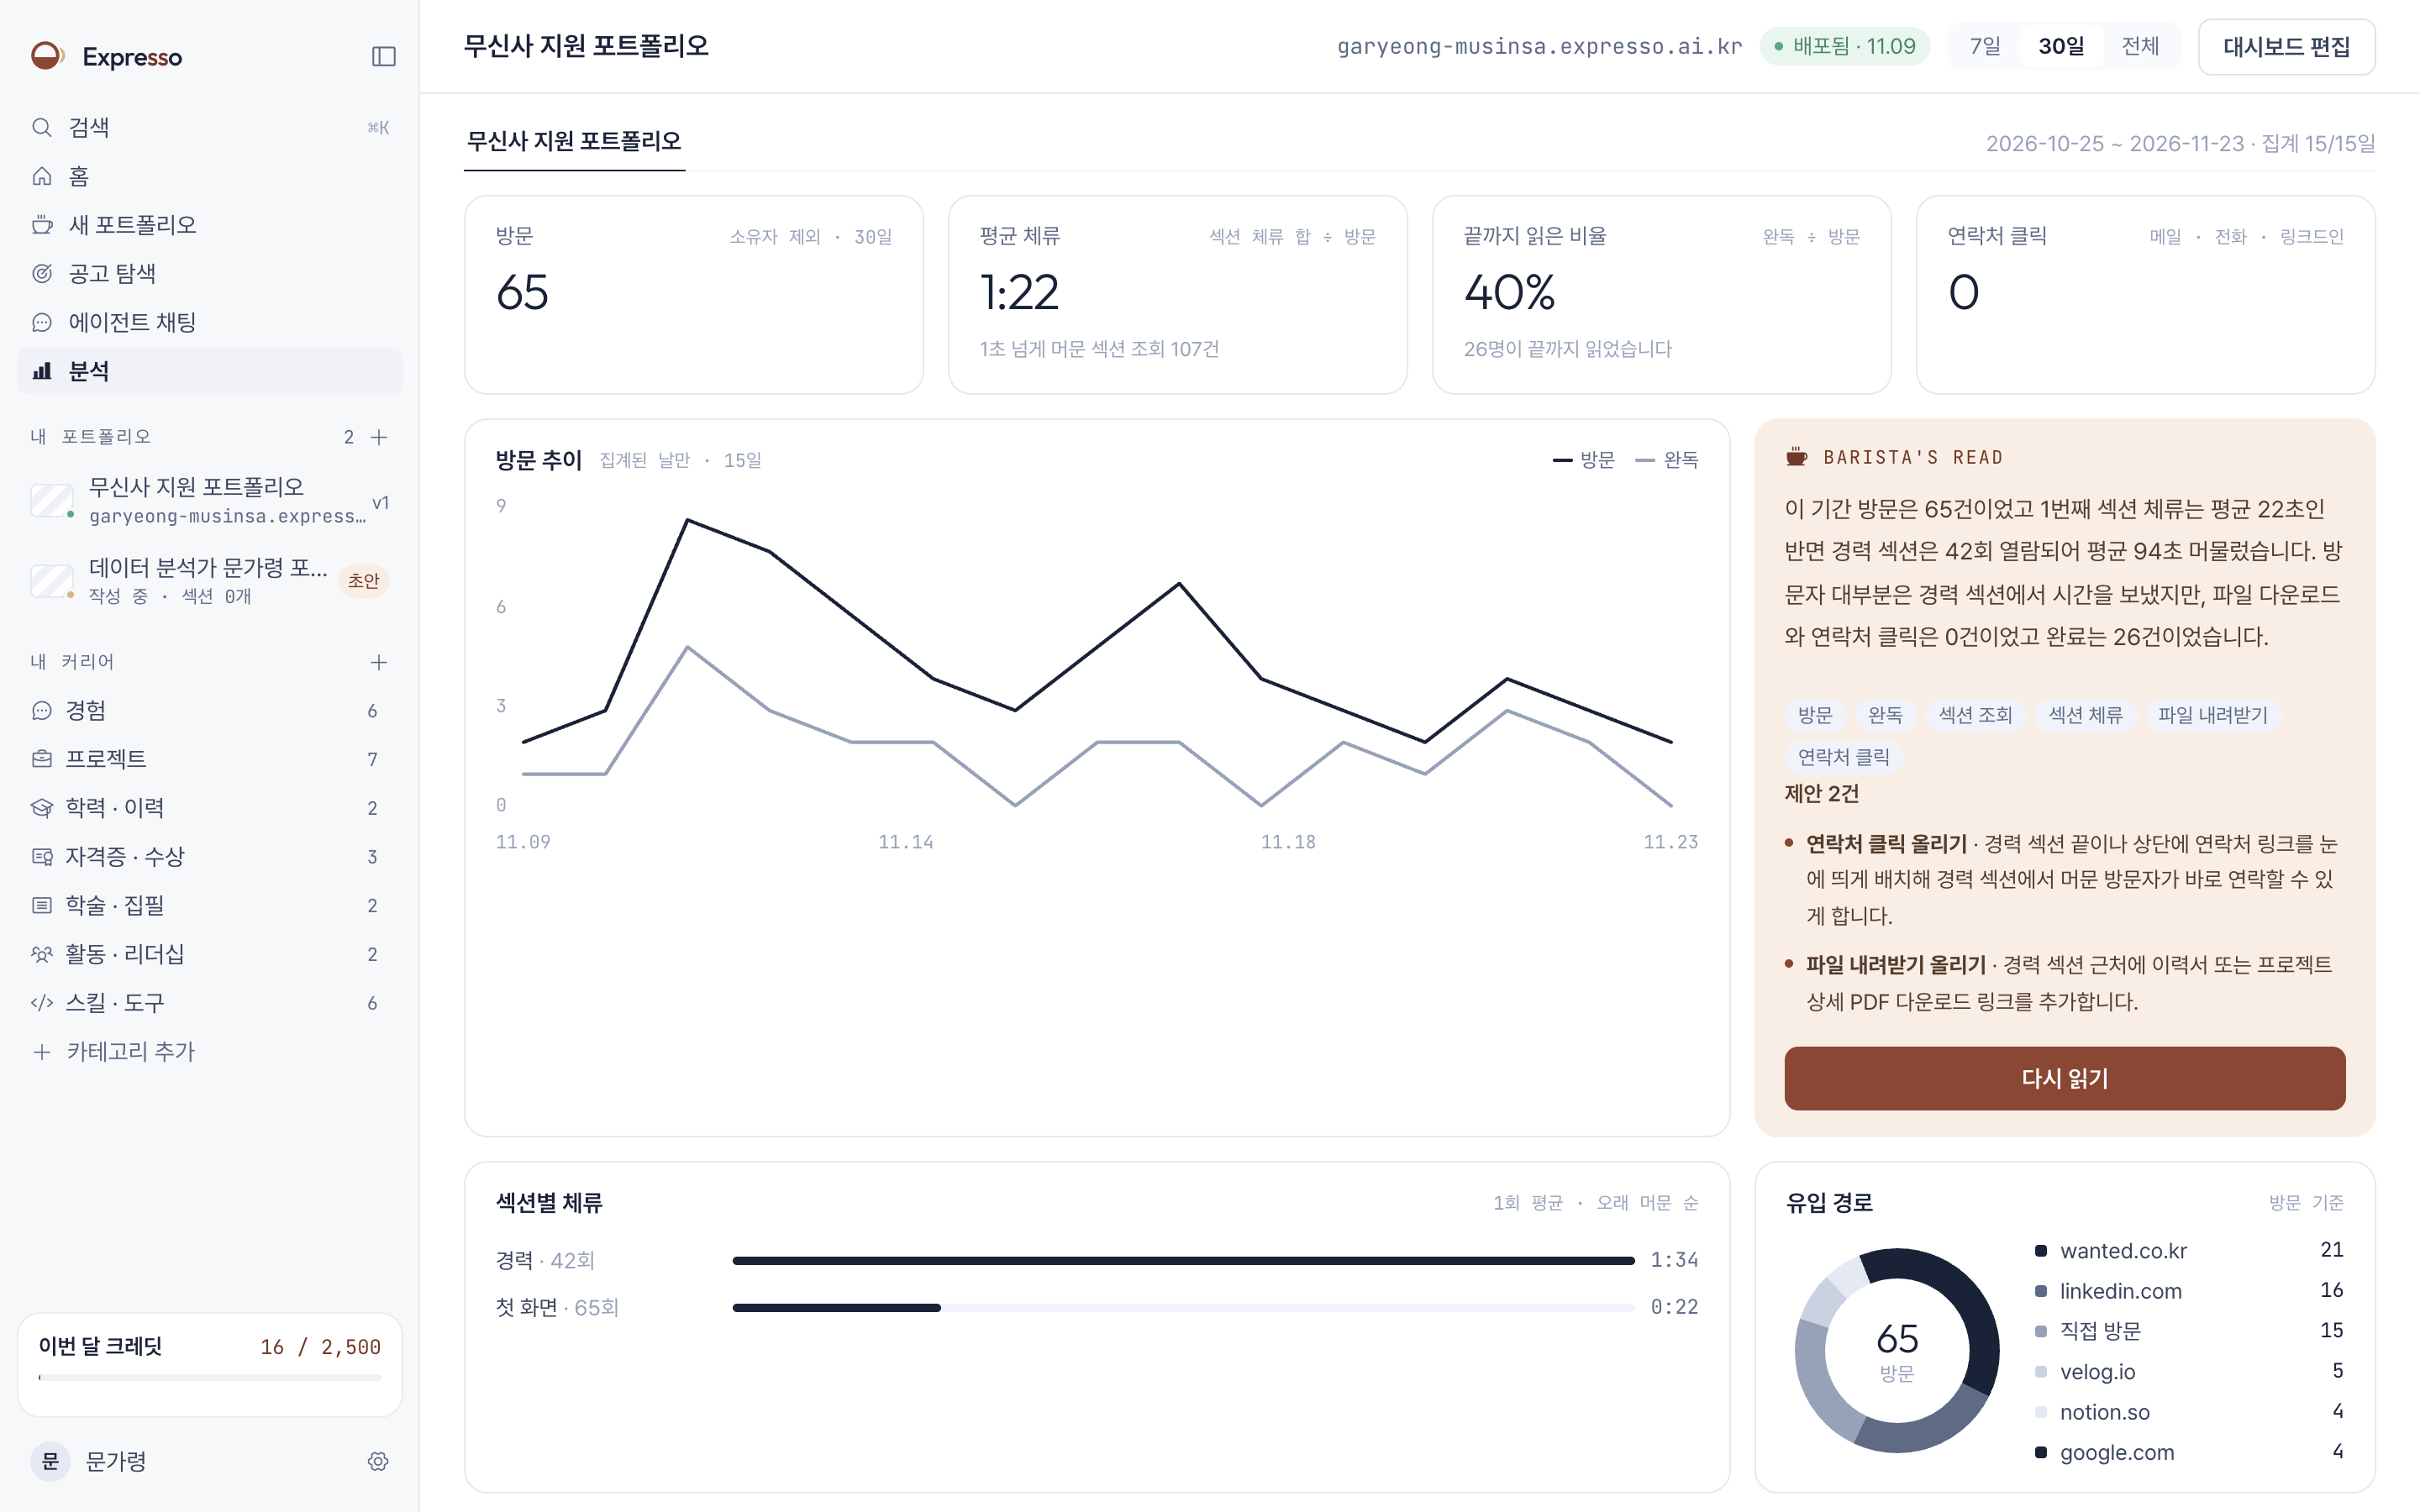 Expresso
검색 ⌘K
홈
새 포트폴리오
공고 탐색
에이전트 채팅
분석
내 포트폴리오 2
무신사 지원 포트폴리오 v1
garyeong-musinsa.express…
데이터 분석가 문가령 포… 초안
작성 중 · 섹션 0개
내 커리어
경험 6
프로젝트 7
학력 · 이력 2
자격증 · 수상 3
학술 · 집필 2
활동 · 리더십 2
스킬 · 도구 6
카테고리 추가
이번 달 크레딧 16 / 2,500
문 문가령
무신사 지원 포트폴리오 garyeong-musinsa.expresso.ai.kr 배포됨 · 11.09 7일 30일 전체 대시보드 편집
무신사 지원 포트폴리오 2026-10-25 ~ 2026-11-23 · 집계 15/15일
방문 소유자 제외 · 30일
65
평균 체류 섹션 체류 합 ÷ 방문
1:22
1초 넘게 머문 섹션 조회 107건
끝까지 읽은 비율 완독 ÷ 방문
40%
26명이 끝까지 읽었습니다
연락처 클릭 메일 · 전화 · 링크드인
0
방문 추이 집계된 날만 · 15일 방문 완독
9
6
3
0
11.09 11.14 11.18 11.23
BARISTA'S READ
이 기간 방문은 65건이었고 1번째 섹션 체류는 평균 22초인
반면 경력 섹션은 42회 열람되어 평균 94초 머물렀습니다. 방
문자 대부분은 경력 섹션에서 시간을 보냈지만, 파일 다운로드
와 연락처 클릭은 0건이었고 완료는 26건이었습니다.
방문 완독 섹션 조회 섹션 체류 파일 내려받기
연락처 클릭
제안 2건
연락처 클릭 올리기 · 경력 섹션 끝이나 상단에 연락처 링크를 눈
에 띄게 배치해 경력 섹션에서 머문 방문자가 바로 연락할 수 있
게 합니다.
파일 내려받기 올리기 · 경력 섹션 근처에 이력서 또는 프로젝트
상세 PDF 다운로드 링크를 추가합니다.
다시 읽기
섹션별 체류 1회 평균 · 오래 머문 순
경력 · 42회 1:34
첫 화면 · 65회 0:22
유입 경로 방문 기준
65
방문
wanted.co.kr 21
linkedin.com 16
직접 방문 15
velog.io 5
notion.so 4
google.com 4